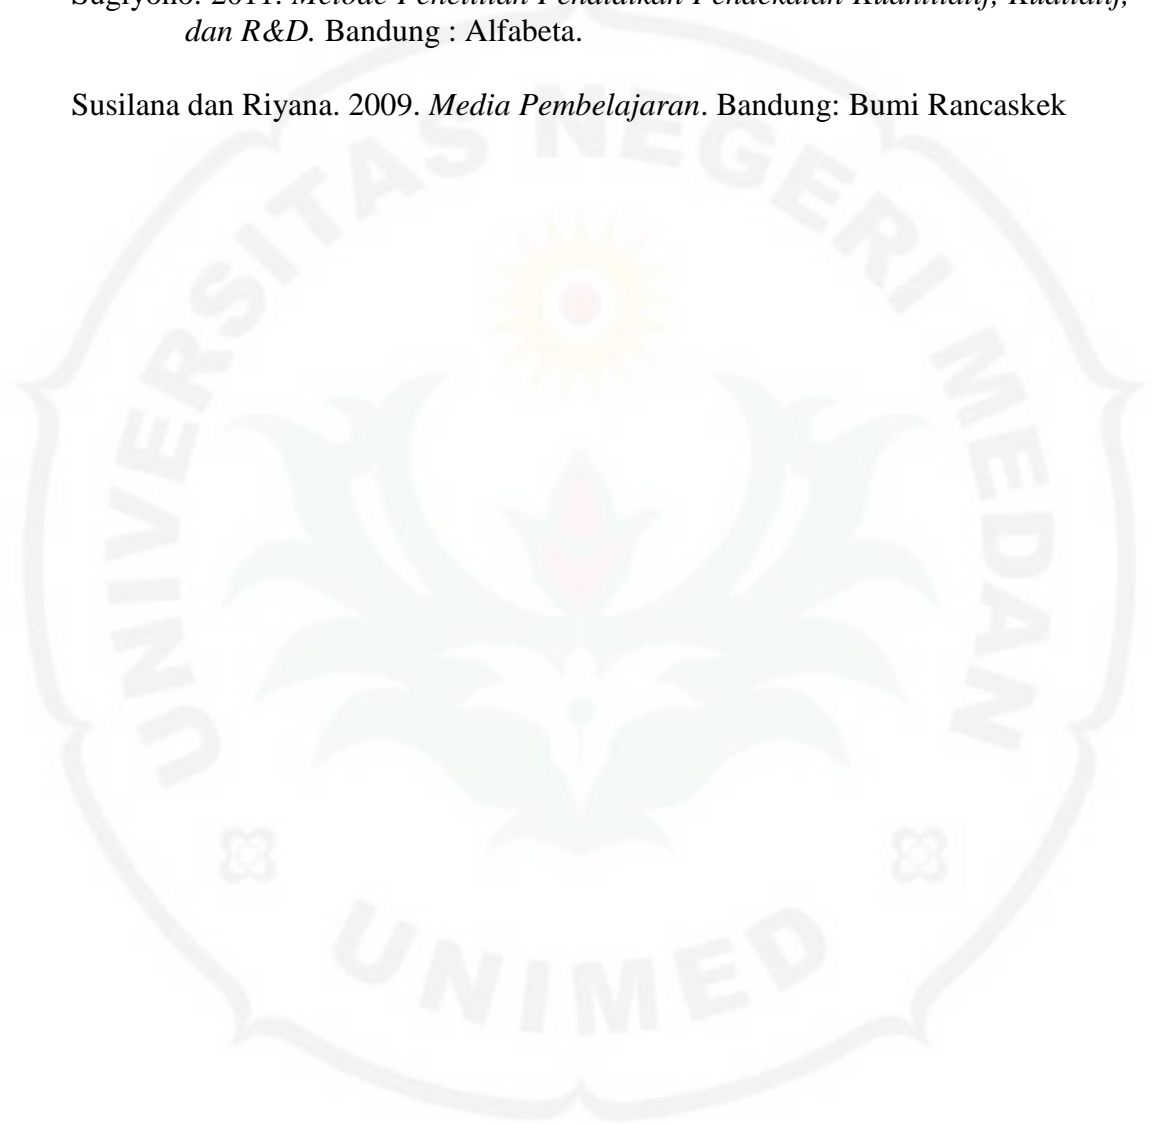 Sugiyono. 2011. Metode Penelitian Pendidikan Pendekatan Kuantitatif, Kualitatif,
dan R&D. Bandung : Alfabeta.
Susilana dan Riyana. 2009. Media Pembelajaran. Bandung: Bumi Rancaskek
UNIVERSITAS NEGERI MEDAN
UNIMED